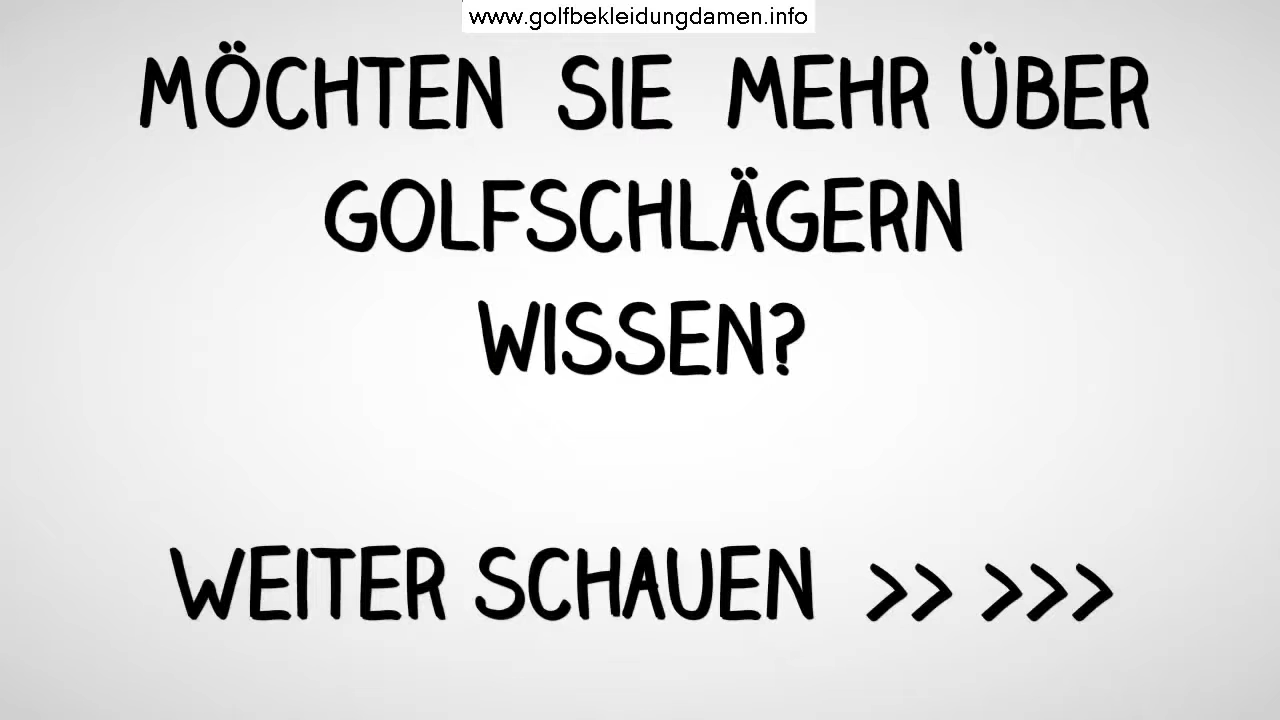 www.golfbekleidungdamen.info
MÖCHTEN SIE MEHR ÜBER
GOLFSCHLÄGERN
WISSEN?
WEITER SCHAUEN >> >>>